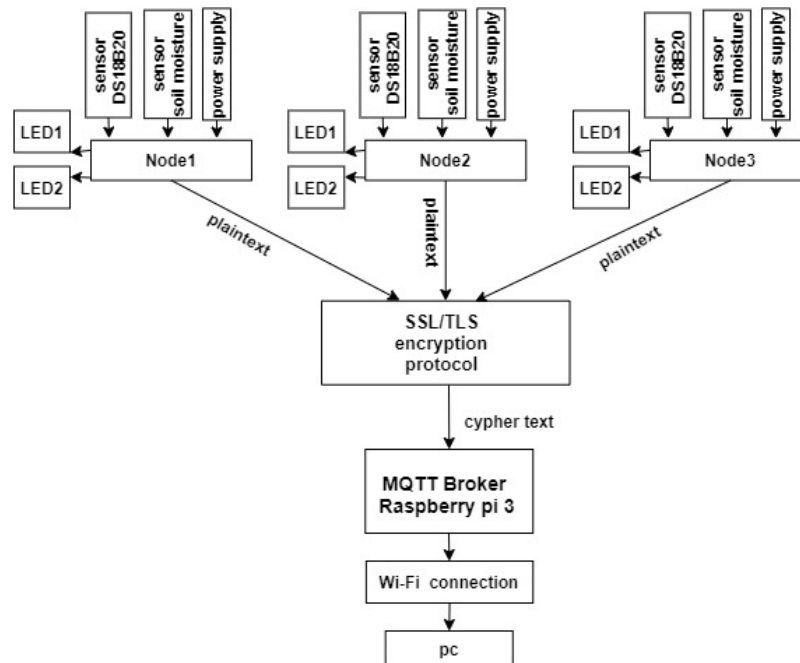 sensor
DS18B20
sensor
soil moisture
power supply
sensor
DS18B20
sensor
soil moisture
power supply
sensor
DS18B20
sensor
soil moisture
power supply
LED1
LED2
Node1
LED1
LED2
Node2
LED1
LED2
Node3
plaintext
plaintext
plaintext
SSL/TLS
encryption
protocol
cypher text
MQTT Broker
Raspberry pi 3
Wi-Fi connection
pc